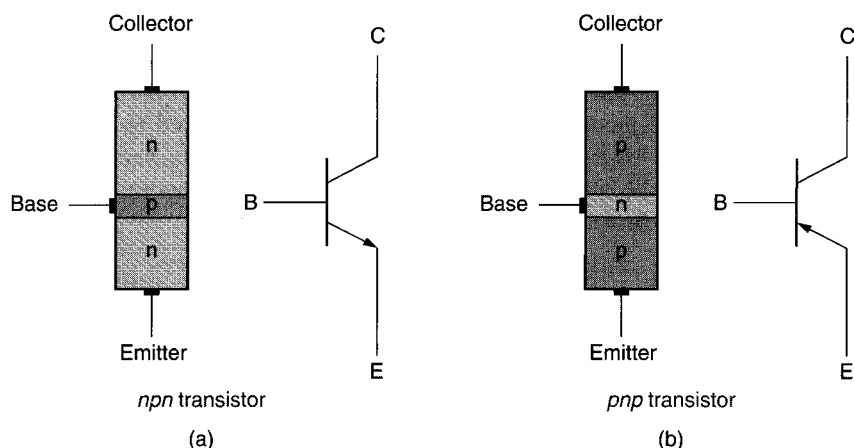 Collector
C
n
Base
p
B
n
Emitter
E
npn transistor
(a)
Collector
C
p
Base
n
B
p
Emitter
E
pnp transistor
(b)